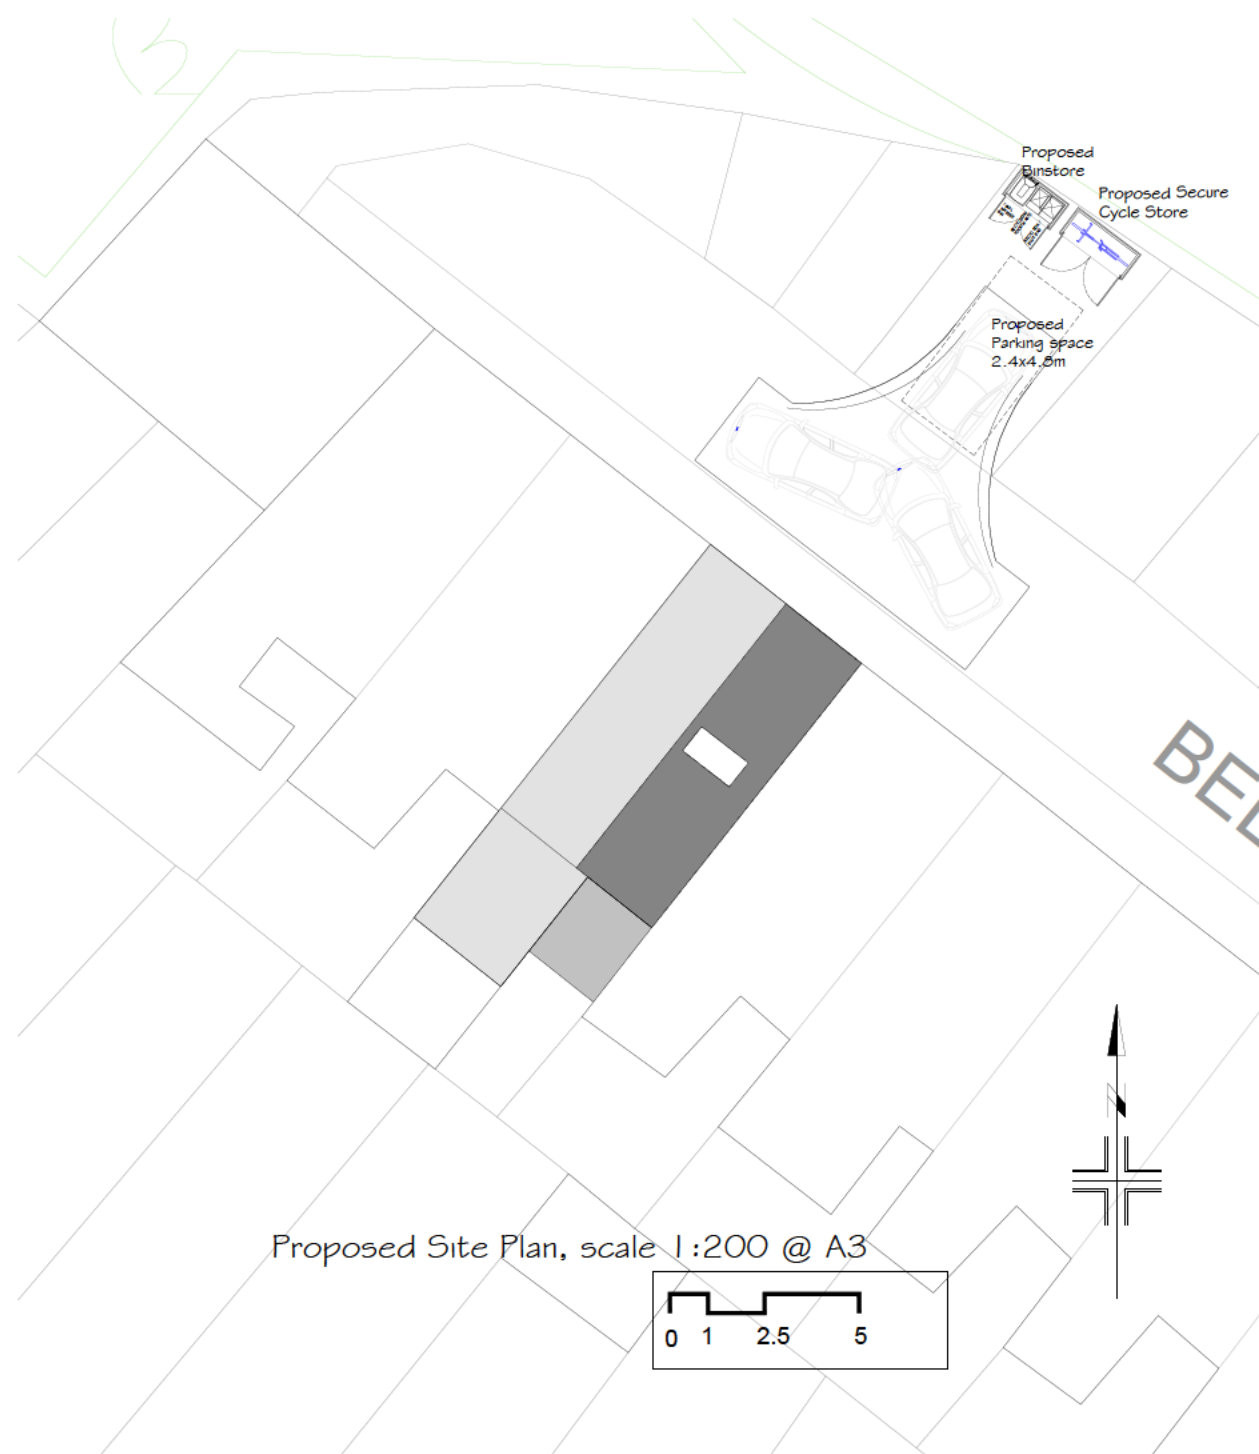 Proposed
Binstore
Proposed Secure
Cycle Store
Proposed
Parking space
2.4x4.8m
BEL
N
Proposed Site Plan, scale 1:200 @ A3
0 1 2.5 5